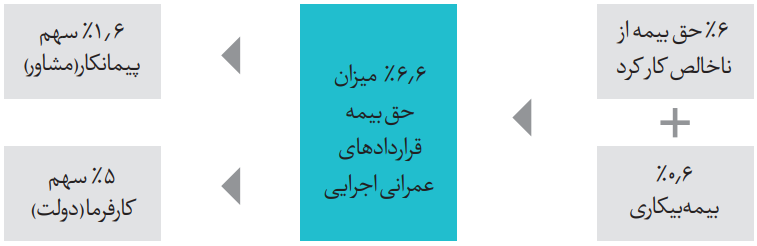 ٪۶ حق بیمه از
ناخالص کارکرد
+
٪۰٫۶
بیمه‌بیکاری
٪۶٫۶ میزان
حق بیمه
قراردادهای
عمرانی اجرایی
٪۱٫۶ سهم
پیمانکار(مشاور)
٪۵ سهم
کارفرما(دولت)